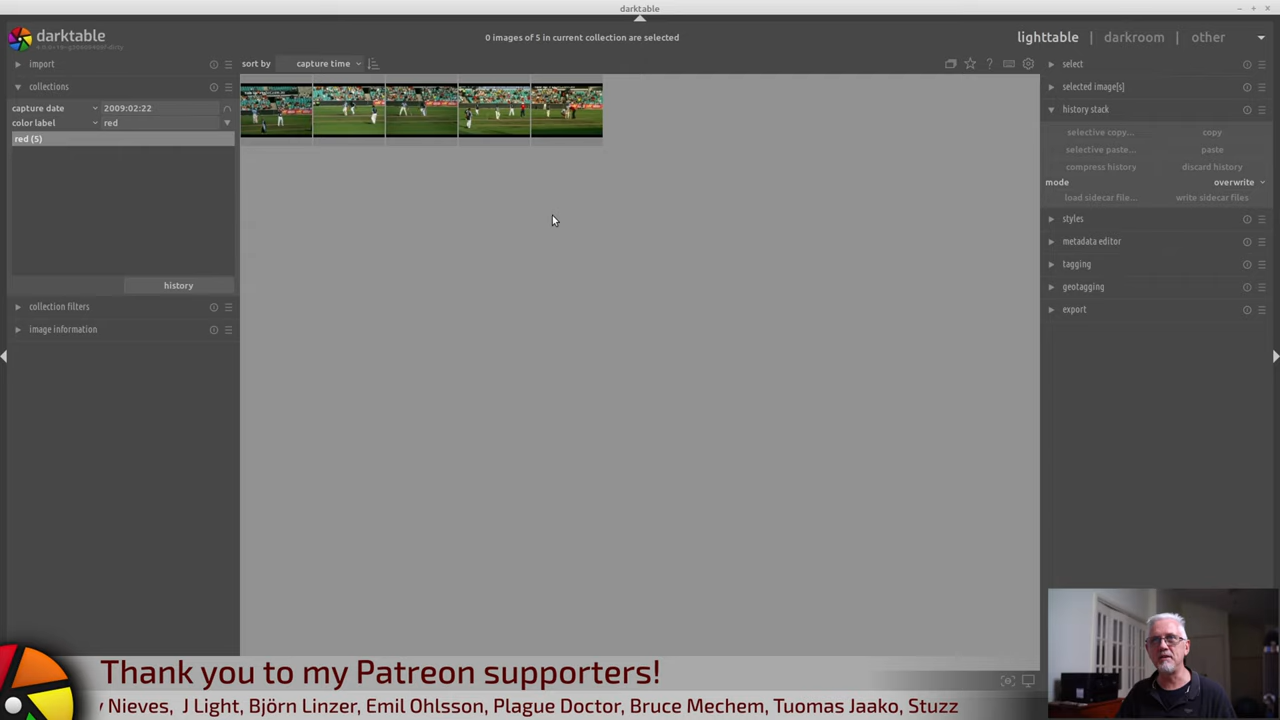 darktable
darktable
0 images of 5 in current collection are selected
lighttable | darkroom | other
import
sort by capture time
select
collections
selected image[s]
capture date 2009:02:22
history stack
color label red
red (5)
selective copy... copy
selective paste... paste
compress history discard history
mode overwrite
load sidecar file... write sidecar files
styles
metadata editor
tagging
history
geotagging
collection filters
export
image information
Thank you to my Patreon supporters!
Nieves, J Light, Björn Linzer, Emil Ohlsson, Plague Doctor, Bruce Mechem, Tuomas Jaako, Stuzz